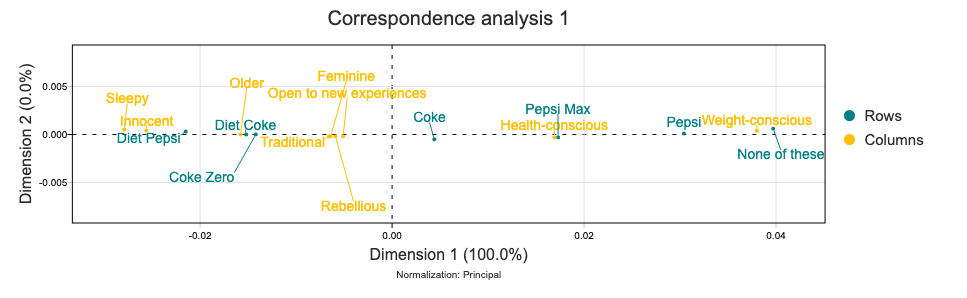 Correspondence analysis 1
Dimension 2 (0.0%)
0.005
0.000
-0.005
Feminine
Older
Open to new experiences
Sleepy
Pepsi Max
Coke
Innocent
Diet Coke
Health-conscious
Pepsi
Weight-conscious
Diet Pepsi
Traditional
None of these
Coke Zero
Rebellious
Rows
Columns
-0.02
0.00
0.02
0.04
Dimension 1 (100.0%)
Normalization: Principal